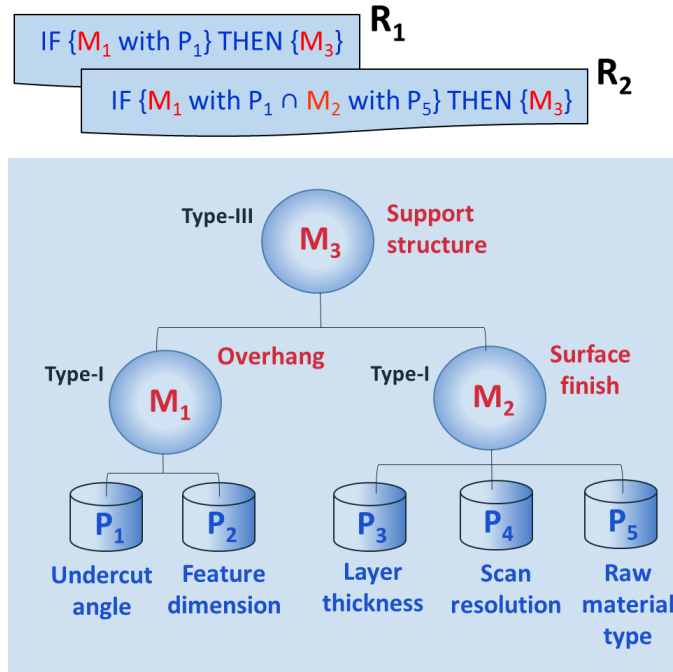 IF {M₁ with P₁} THEN {M₃}
R₁
IF {M₁ with P₁ ∩ M₂ with P₅} THEN {M₃}
R₂
Type-III
M₃
Support
structure
Type-I
M₁
Overhang
Type-I
M₂
Surface
finish
P₁
P₂
P₃
P₄
P₅
Undercut
angle
Feature
dimension
Layer
thickness
Scan
resolution
Raw
material
type